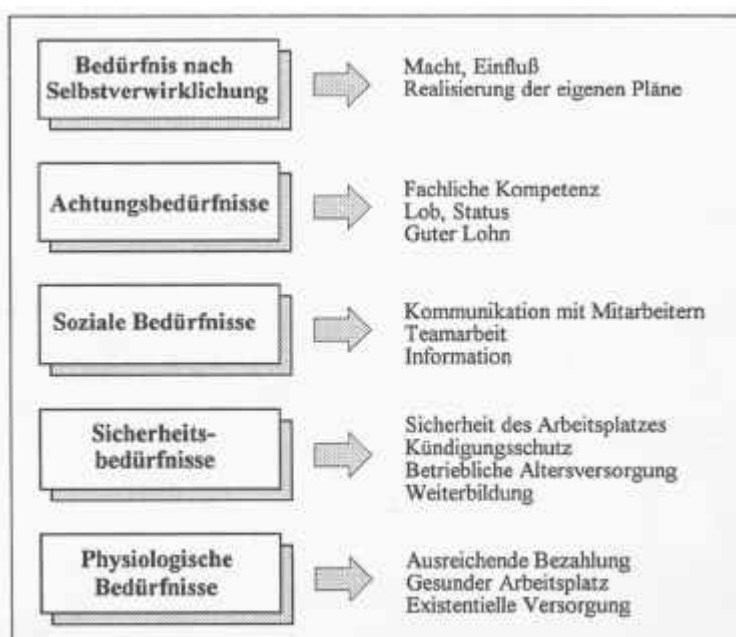 Bedürfnis nach
Selbstverwirklichung
Macht, Einfluß
Realisierung der eigenen Pläne
Achtungsbedürfnisse
Fachliche Kompetenz
Lob, Status
Guter Lohn
Soziale Bedürfnisse
Kommunikation mit Mitarbeitern
Teamarbeit
Information
Sicherheits-
bedürfnisse
Sicherheit des Arbeitsplatzes
Kündigungsschutz
Betriebliche Altersversorgung
Weiterbildung
Physiologische
Bedürfnisse
Ausreichende Bezahlung
Gesunder Arbeitsplatz
Existentielle Versorgung